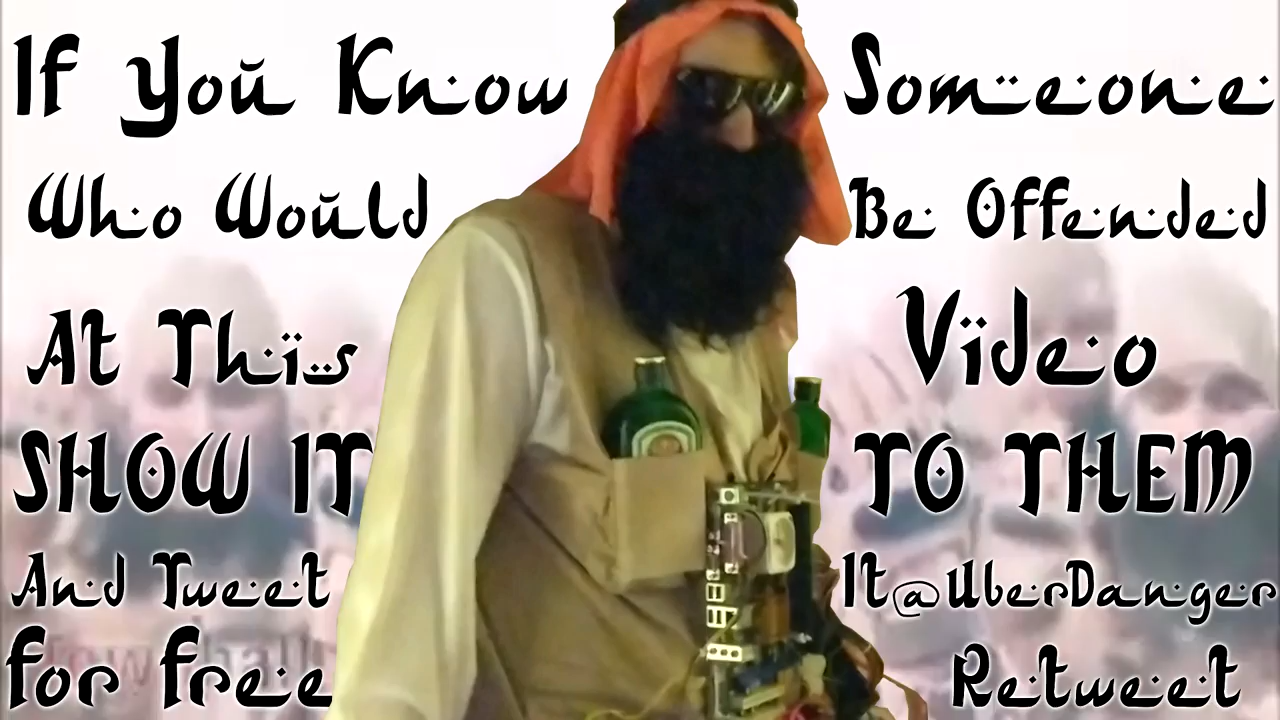 If You Know Someone
Who Would Be Offended
At This Video
SHOW IT TO THEM
And Tweet It@UberDanger
For Free Retweet